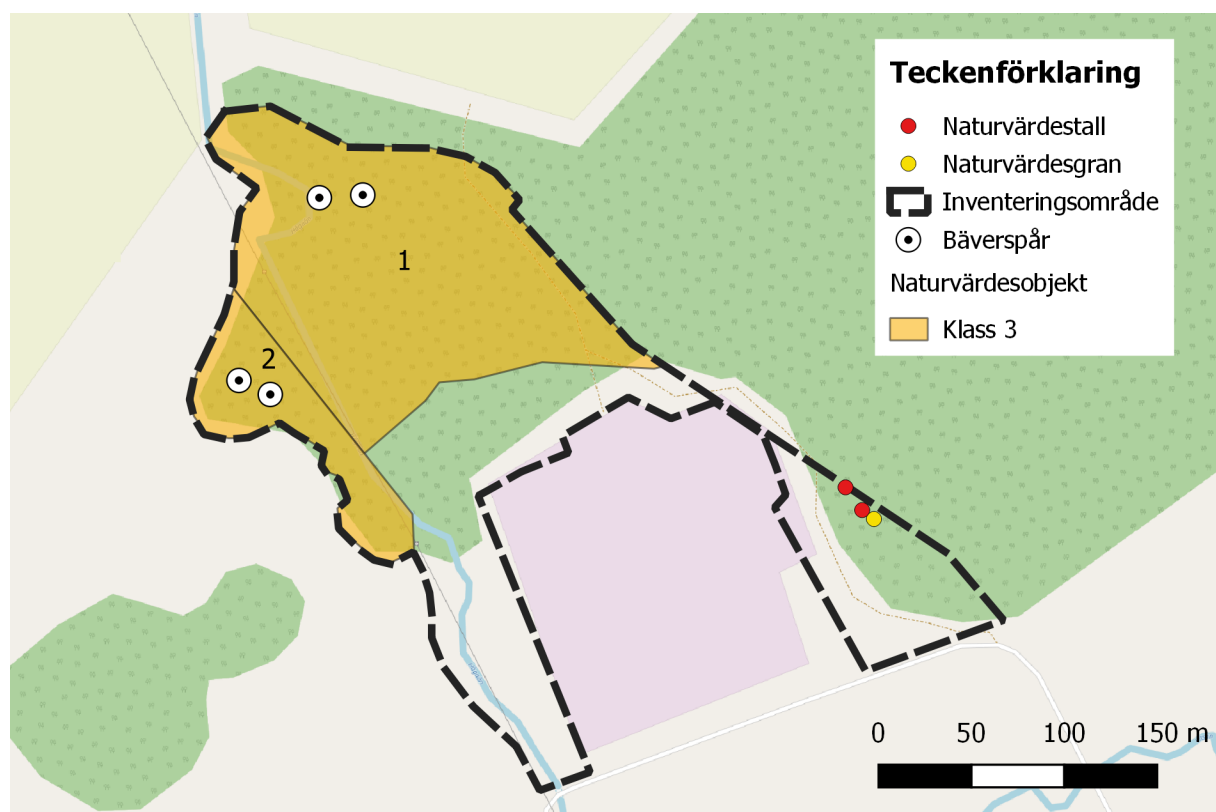 Teckenförklaring
Naturvärdestall
Naturvärdesgran
Inventeringsområde
Bäverspår
Naturvärdesobjekt
Klass 3
1
2
0 50 100 150 m